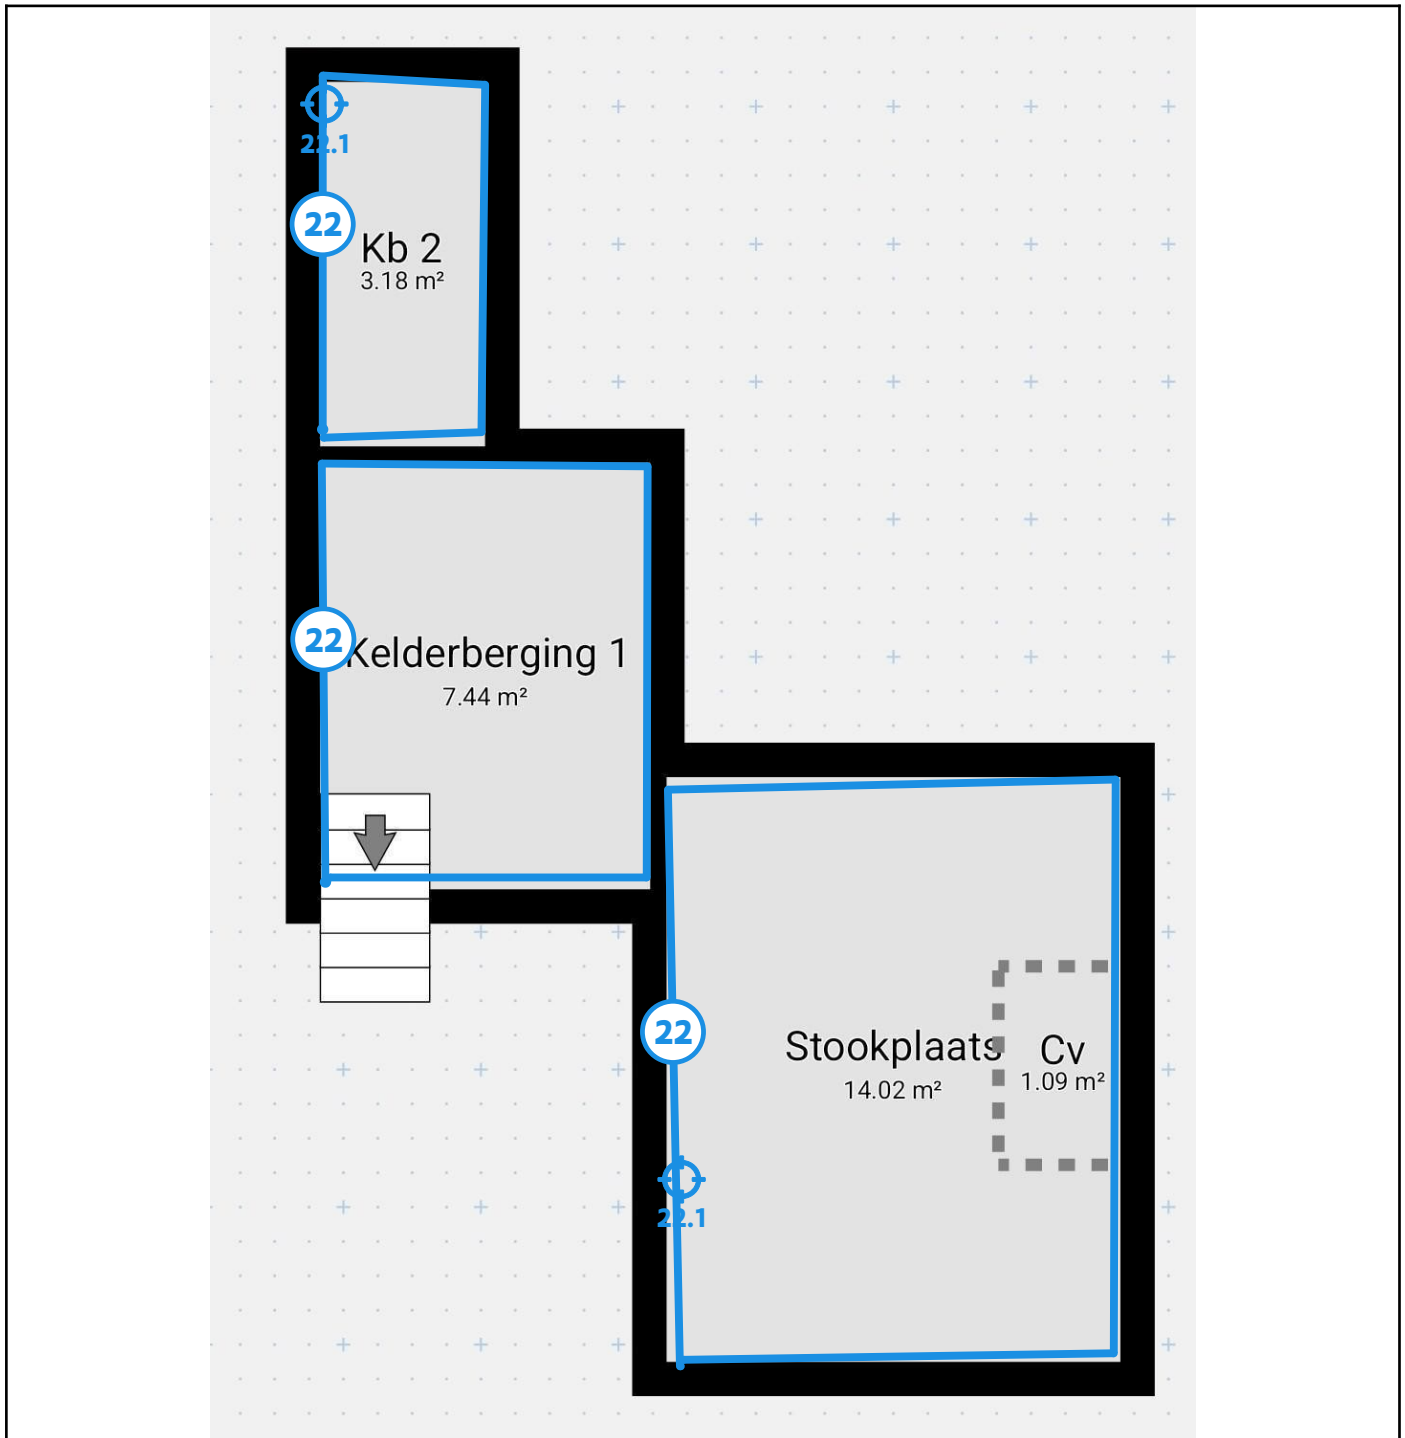 22.1
22
Kb 2
3.18 m²
22
Kelderberging 1
7.44 m²
22
Stookplaats
14.02 m²
Cv
1.09 m²
22.1